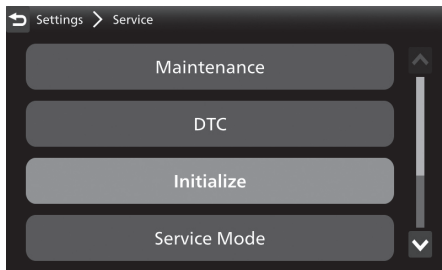 Settings > Service
Maintenance
DTC
Initialize
Service Mode